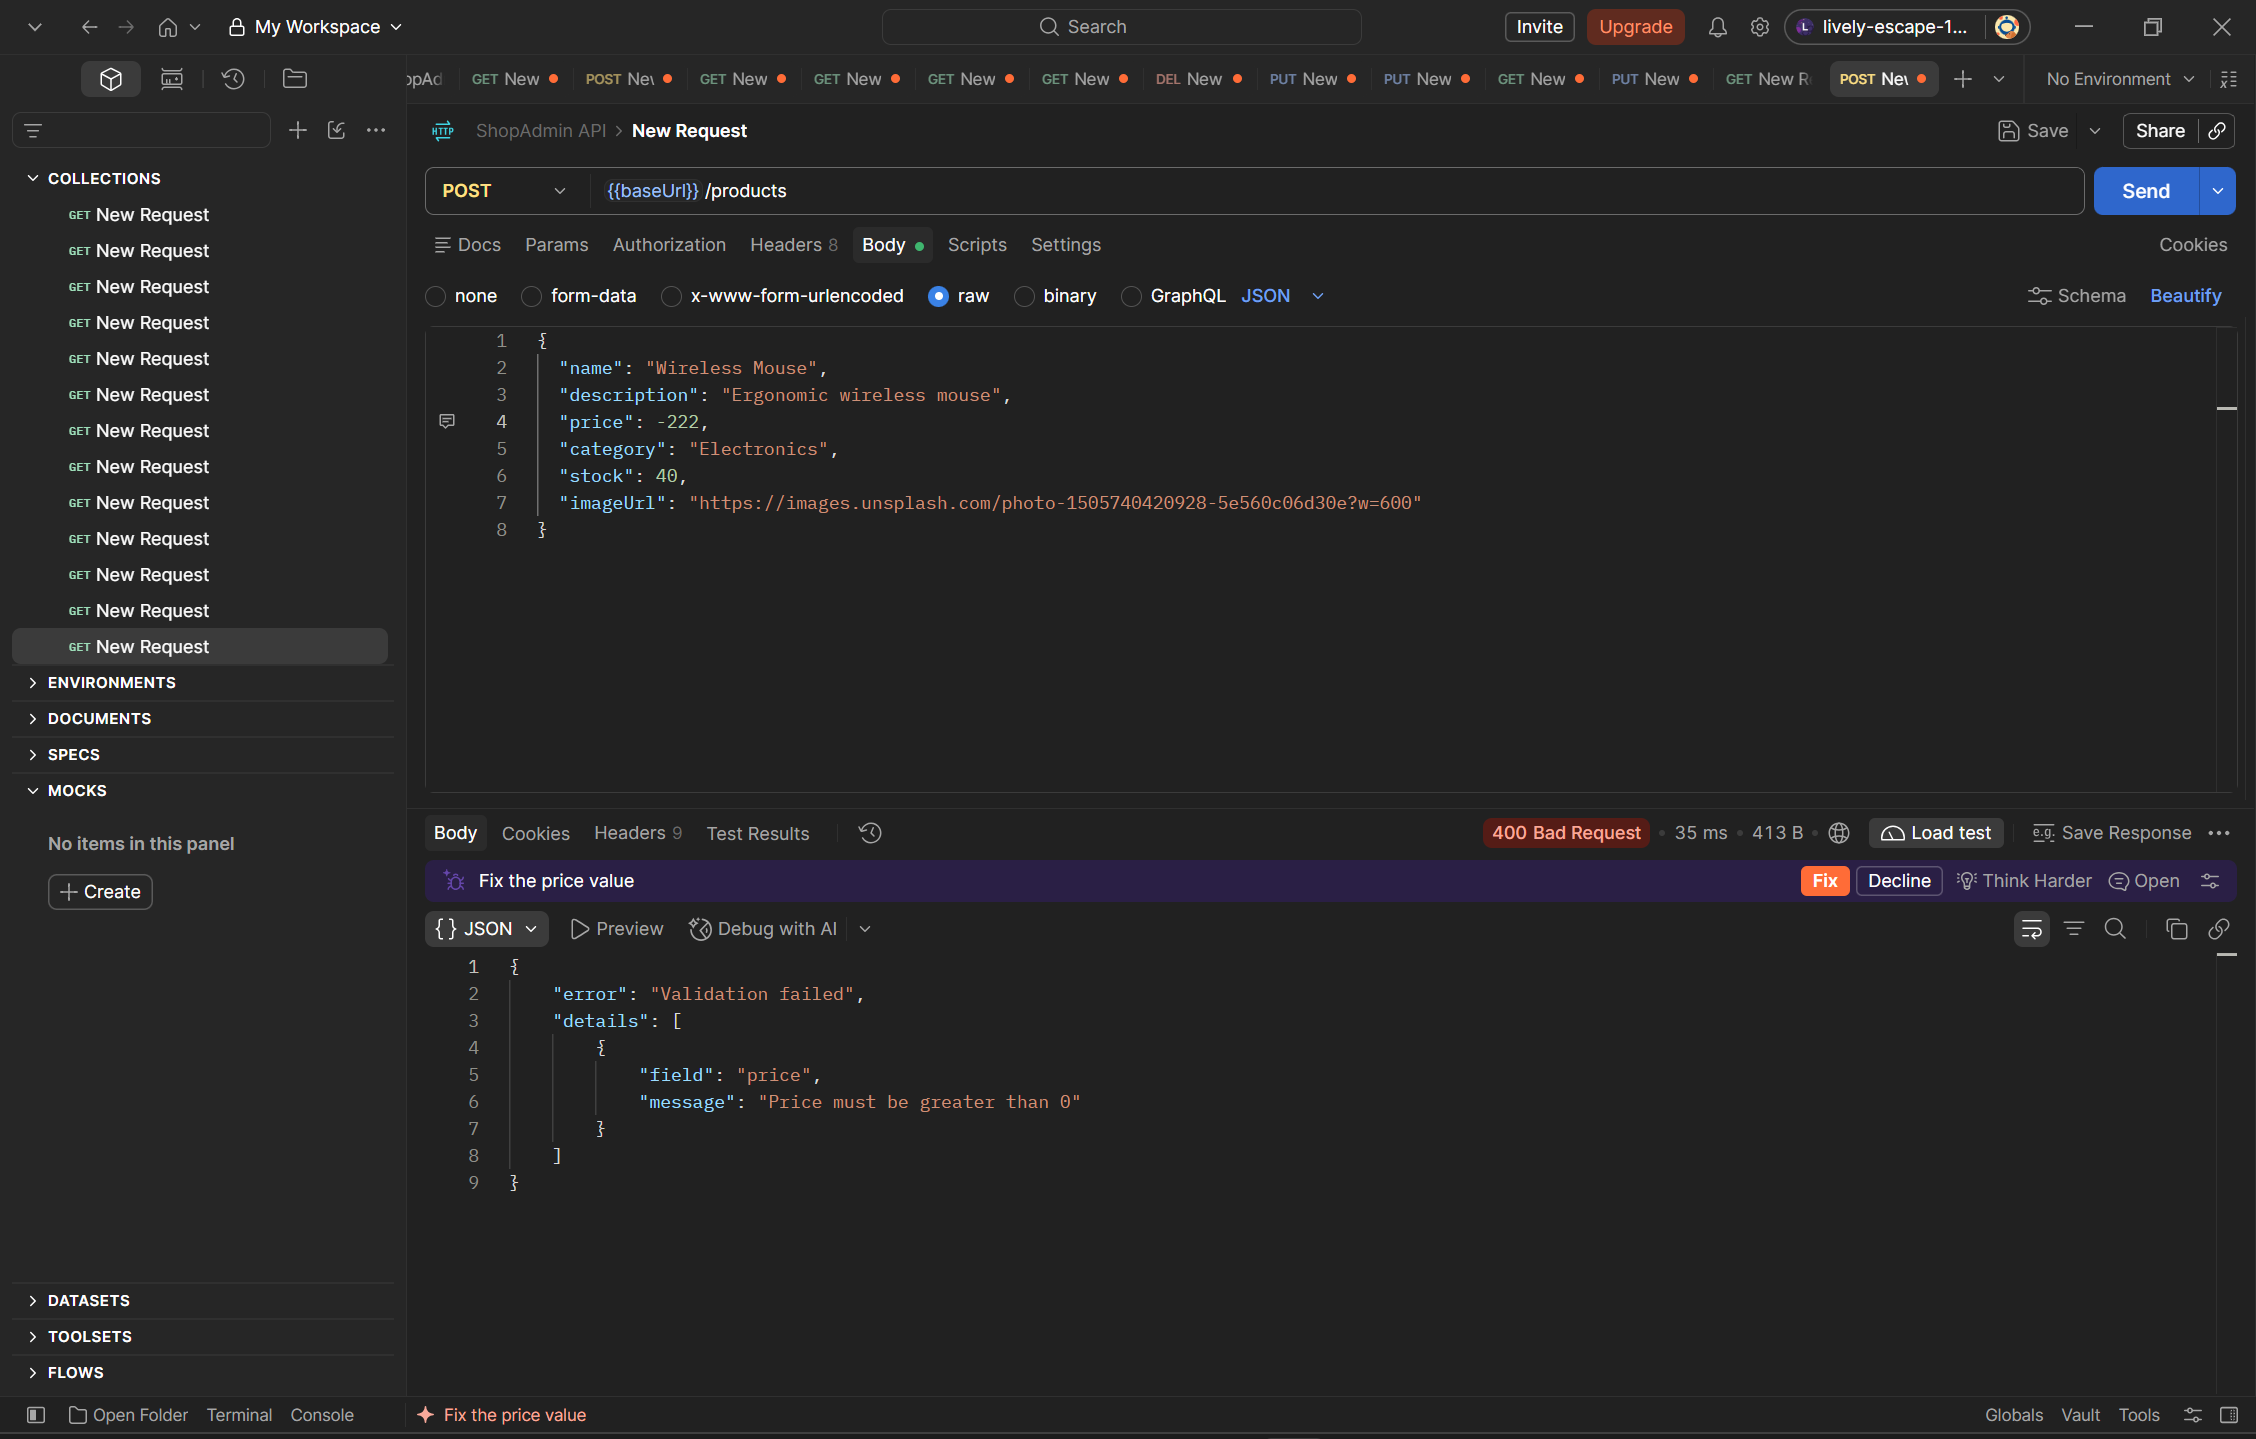 My Workspace
Search
Invite
Upgrade
lively-escape-1...
GET New
POST Nev
GET New
GET New
GET New
GET New
DEL New
PUT New
PUT New
GET New
PUT New
GET New R
POST Nev
No Environment
HTTP ShopAdmin API > New Request
Save
Share
COLLECTIONS
GET New Request
GET New Request
GET New Request
GET New Request
GET New Request
GET New Request
GET New Request
GET New Request
GET New Request
GET New Request
GET New Request
GET New Request
GET New Request
ENVIRONMENTS
DOCUMENTS
SPECS
MOCKS
No items in this panel
+ Create
DATASETS
TOOLSETS
FLOWS
POST
{{baseUrl}} /products
Send
Docs Params Authorization Headers 8 Body Scripts Settings
Cookies
none form-data x-www-form-urlencoded raw binary GraphQL JSON
Schema Beautify
1 {
2 "name": "Wireless Mouse",
3 "description": "Ergonomic wireless mouse",
4 "price": -222,
5 "category": "Electronics",
6 "stock": 40,
7 "imageUrl": "https://images.unsplash.com/photo-1505740420928-5e560c06d30e?w=600"
8 }
Body Cookies Headers 9 Test Results
400 Bad Request • 35 ms • 413 B •
Load test
e.g. Save Response
Fix the price value
Fix
Decline
Think Harder
Open
{} JSON
Preview
Debug with AI
1 {
2 "error": "Validation failed",
3 "details": [
4 {
5 "field": "price",
6 "message": "Price must be greater than 0"
7 }
8 ]
9 }
Open Folder Terminal Console
Fix the price value
Globals Vault Tools